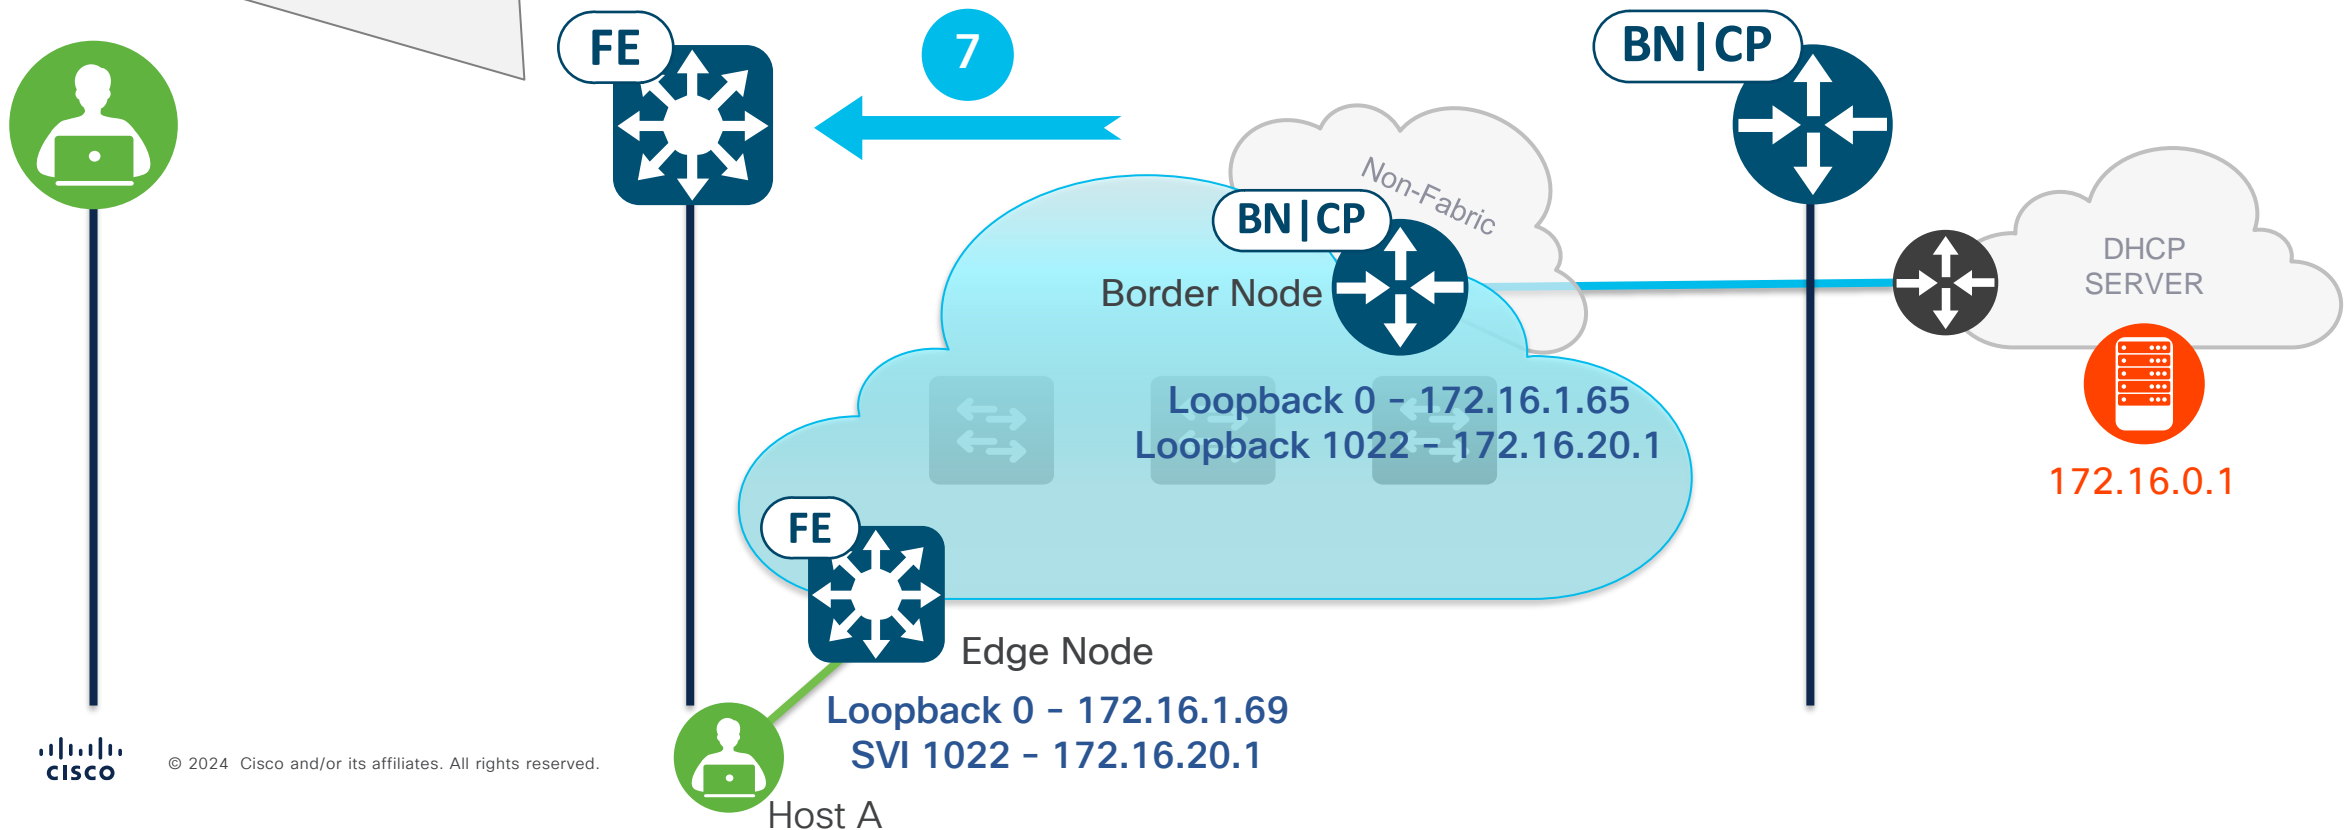 FE
7
BN|CP
Non-Fabric
BN|CP
Border Node
DHCP
SERVER
Loopback 0 - 172.16.1.65
Loopback 1022 - 172.16.20.1
172.16.0.1
FE
Edge Node
Loopback 0 - 172.16.1.69
SVI 1022 - 172.16.20.1
CISCO
© 2024 Cisco and/or its affiliates. All rights reserved.
Host A